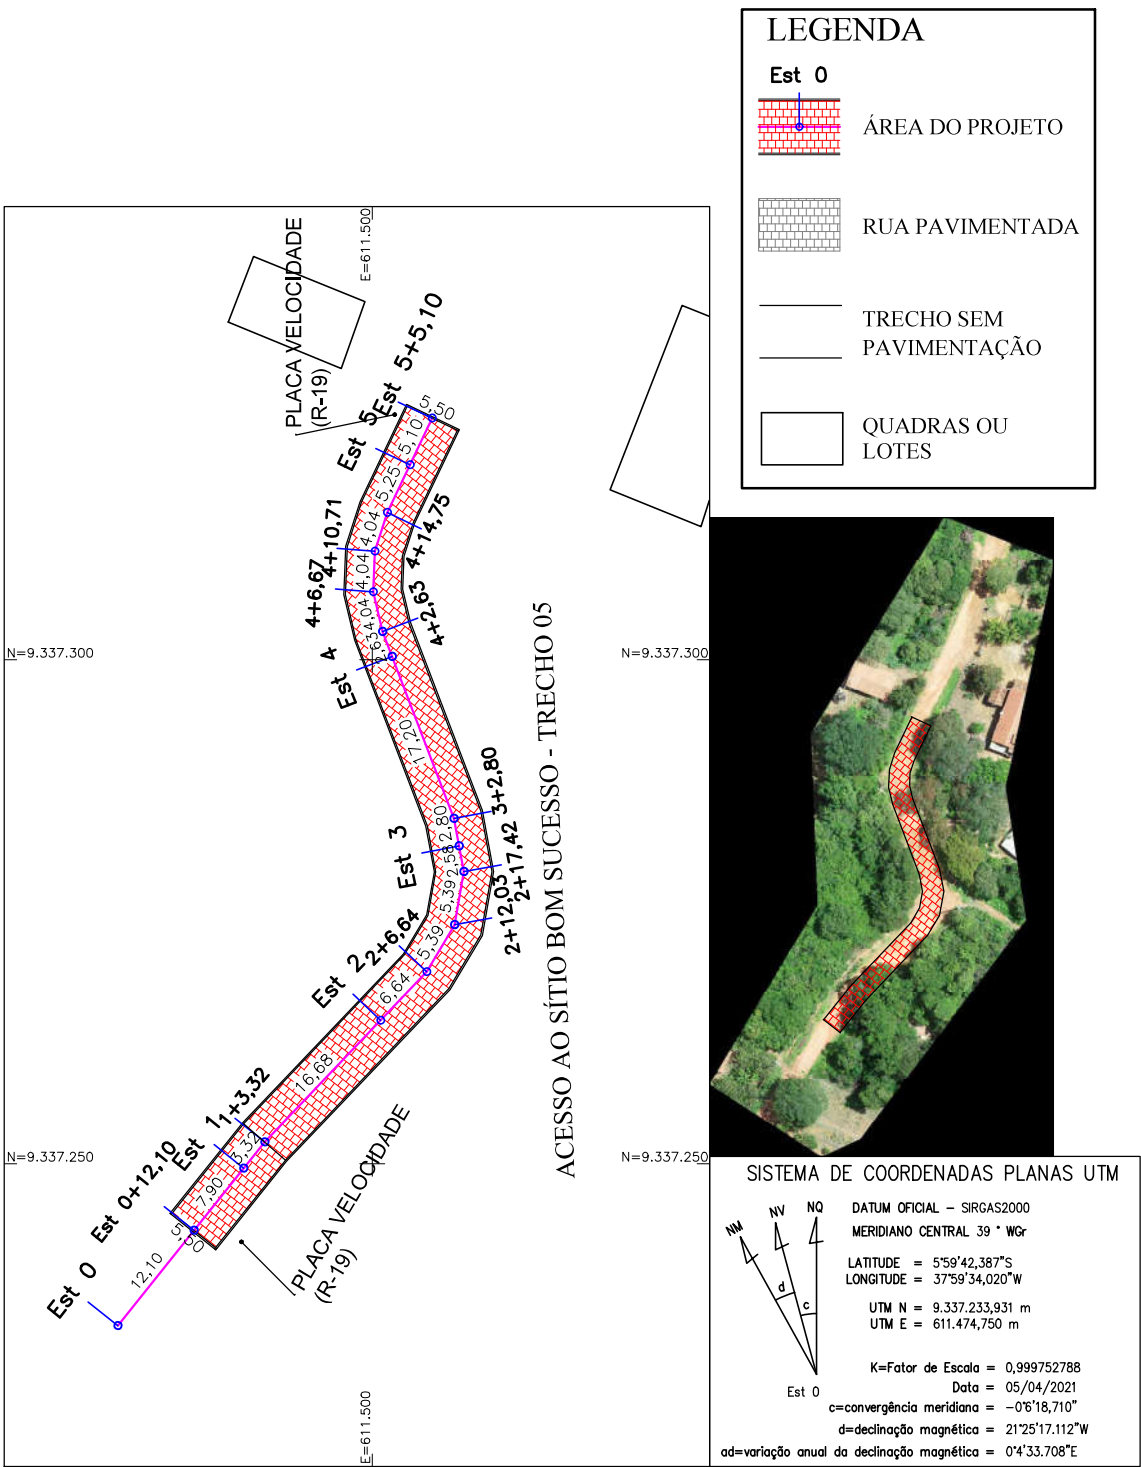 LEGENDA
Est 0
ÁREA DO PROJETO
RUA PAVIMENTADA
TRECHO SEM
PAVIMENTAÇÃO
QUADRAS OU
LOTES
E=611.500
PLACA VELOCIDADE
(R-19)
Est 5+5,10
5,50
Est 5
5,10
5,25
4+14,75
4,04
4+10,71
4,04
4+6,67
4,04
4+2,63
2,63
Est 4
N=9.337.300
N=9.337.300
17,20
3+2,80
2,80
Est 3
2,58
2+17,42
5,39
2+12,03
5,39
2+6,64
6,64
Est 2
16,68
1+3,32
3,32
Est 1
7,90
Est 0+12,10
5,50
12,10
Est 0
ACESSO AO SÍTIO BOM SUCESSO - TRECHO 05
N=9.337.250
N=9.337.250
PLACA VELOCIDADE
(R-19)
E=611.500
SISTEMA DE COORDENADAS PLANAS UTM
NM
NV
NQ
d
c
Est 0
DATUM OFICIAL - SIRGAS2000
MERIDIANO CENTRAL 39 ° WGr
LATITUDE = 5°59'42,387"S
LONGITUDE = 37°59'34,020"W
UTM N = 9.337.233,931 m
UTM E = 611.474,750 m
K=Fator de Escala = 0,999752788
Data = 05/04/2021
c=convergência meridiana = -0°6'18,710"
d=declinação magnética = 21°25'17.112"W
ad=variação anual da declinação magnética = 0°4'33.708"E